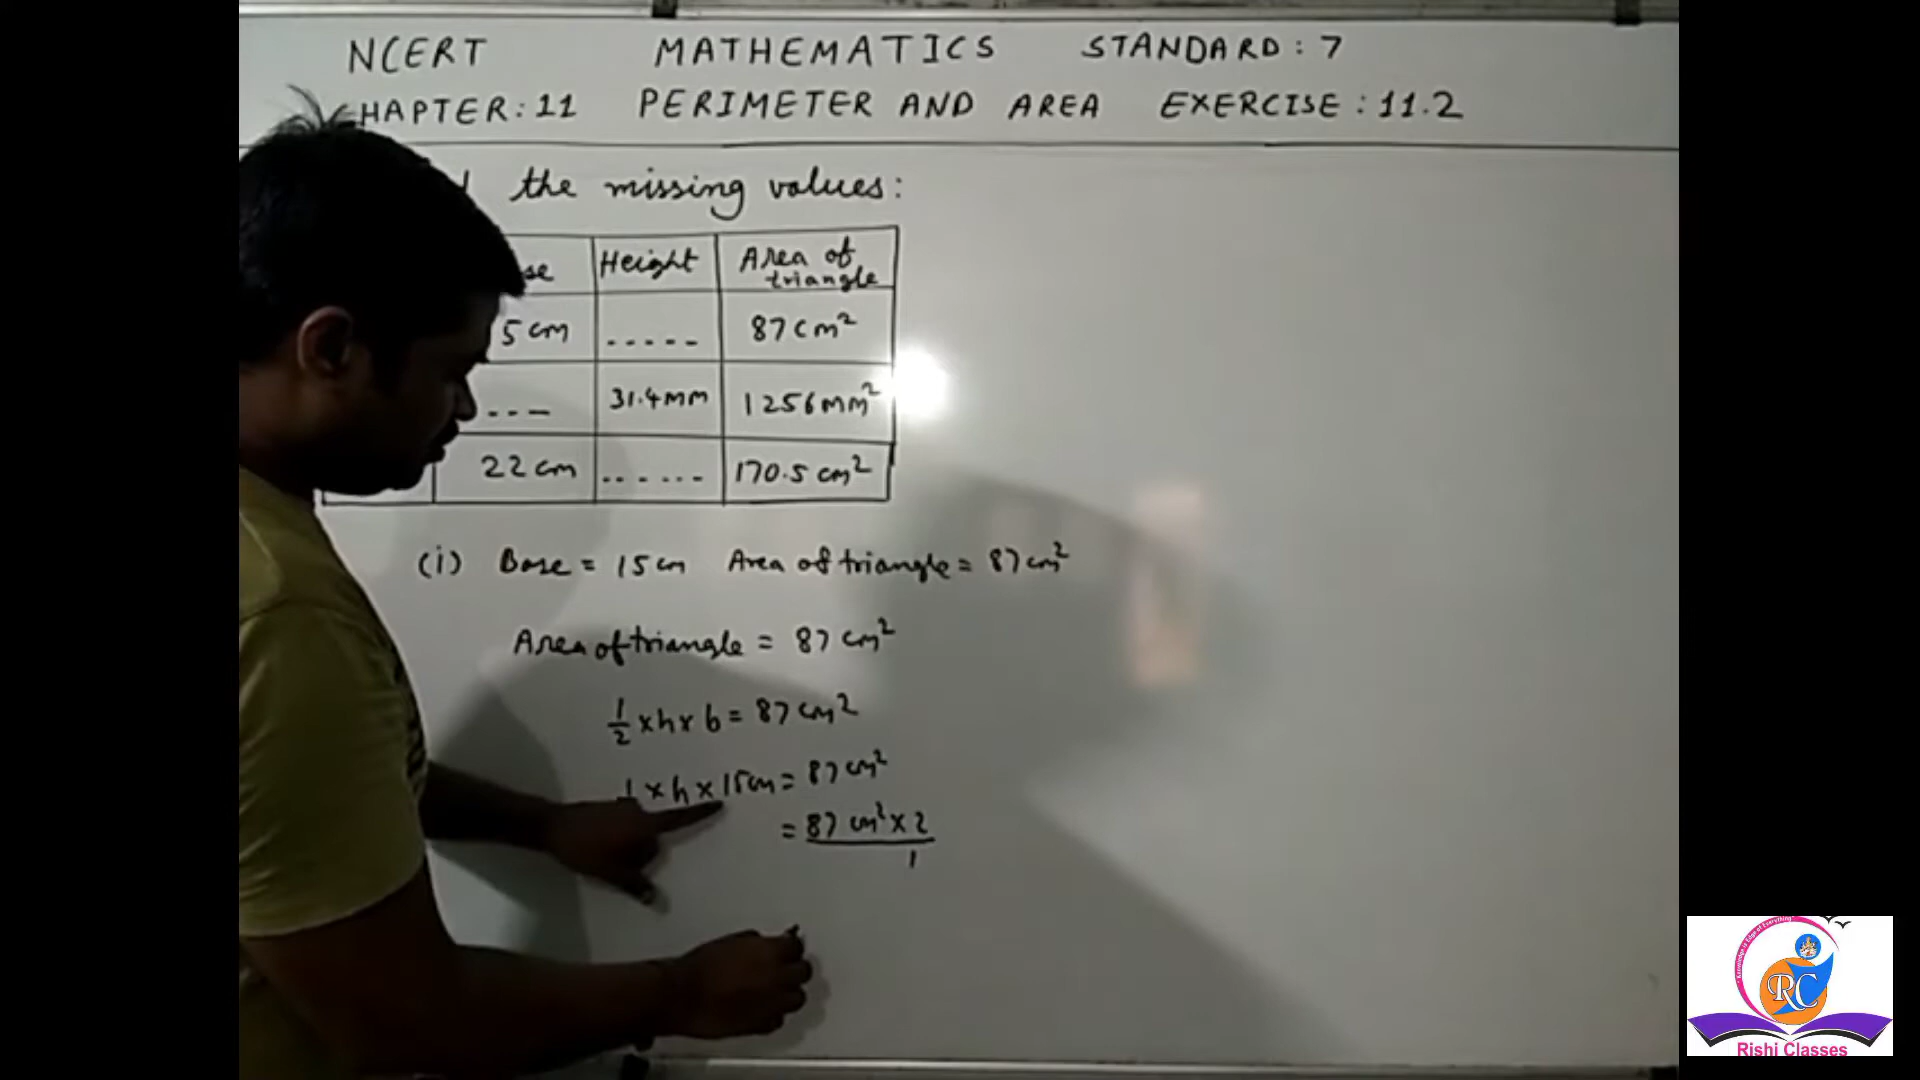 NCERT MATHEMATICS STANDARD: 7
CHAPTER: 11 PERIMETER AND AREA EXERCISE: 11.2
the missing values:
Height Area of triangle
5 cm ..... 87 cm²
--- 31.4 mm 1256 mm²
22 cm ...... 170.5 cm²
(i) Base = 15 cm Area of triangle = 87 cm²
Area of triangle = 87 cm²
1/2 × h × b = 87 cm²
× h × 15cm = 87 cm²
= 87 cm² × 2 / 1
RC
Rishi Classes